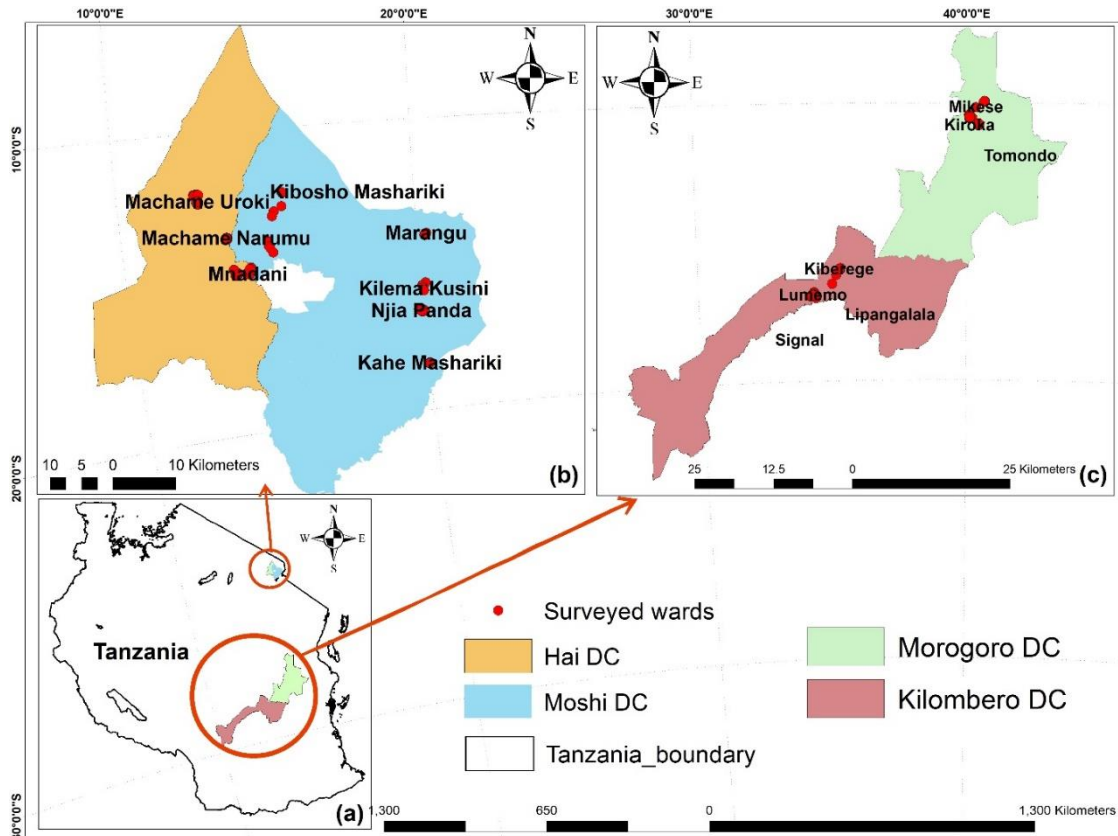 10°0'0"E
20°0'0"E
30°0'0"E
40°0'0"E
10°0'0"S
20°0'0"S
N
W
E
S
Machame Uroki
Kibosho Mashariki
Machame Narumu
Marangu
Mnadani
Kilema Kusini
Njia Panda
Kahe Mashariki
10 5 0 10 Kilometers
(b)
N
W
E
S
Mikese
Kiroka
Tomondo
Kiberege
Lumemo
Lipangalala
Signal
25 12.5 0 25 Kilometers
(c)
N
W
E
S
Tanzania
(a)
Surveyed wards
Hai DC
Moshi DC
Tanzania_boundary
Morogoro DC
Kilombero DC
1,300 650 0 1,300 Kilometers